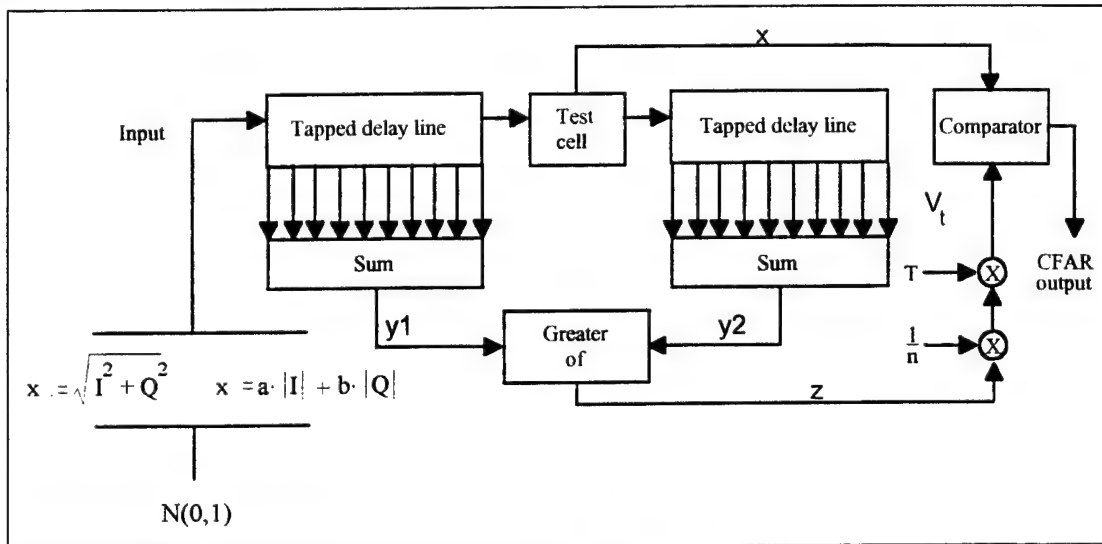 x
Input
Tapped delay line
Test
cell
Tapped delay line
Comparator
V_t
Sum
Sum
T
X
CFAR
output
y1
Greater
of
y2
1/n
X
x := √(I² + Q²)
x = a· |I| + b· |Q|
z
N(0,1)